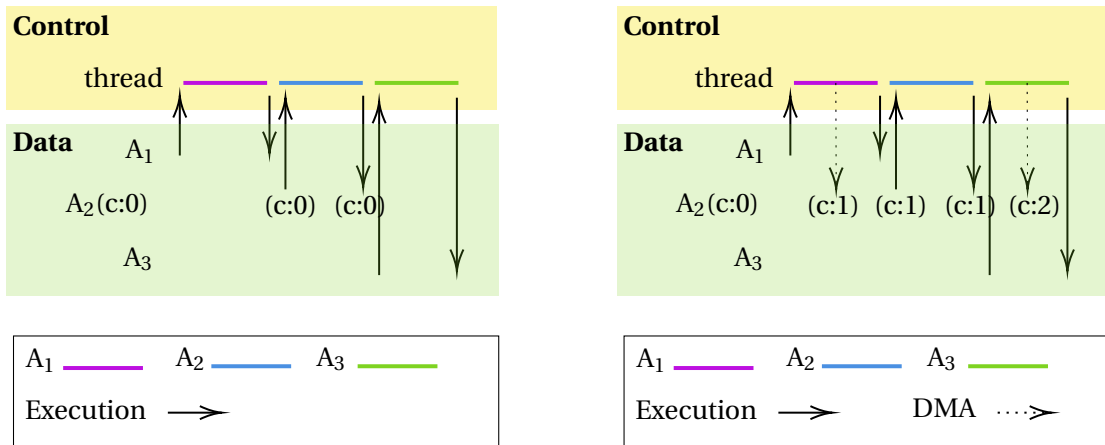 Control
thread
Data
A1
A2(c:0) (c:0) (c:0)
A3
A1 A2 A3
Execution
Control
thread
Data
A1
A2(c:0) (c:1) (c:1) (c:1) (c:2)
A3
A1 A2 A3
Execution DMA